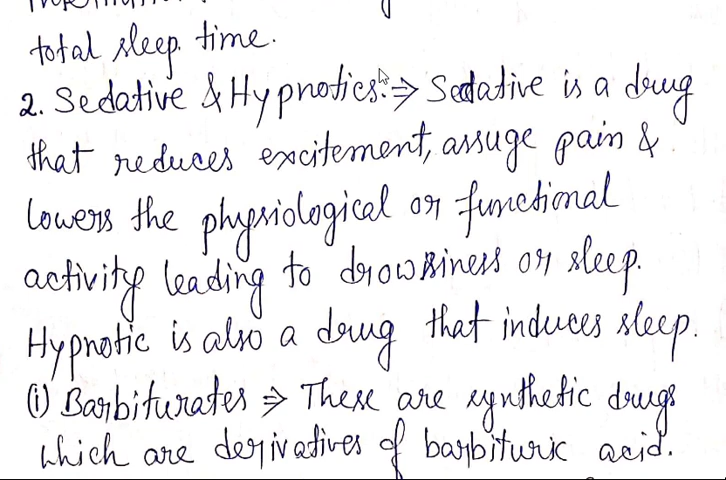 total sleep time.
2. Sedative & Hypnotics:⇒ Sedative is a drug
that reduces excitement, assuge pain &
lowers the physiological or functional
activity leading to drowsiness or sleep.
Hypnotic is also a drug that induces sleep.
(i) Barbiturates ⇒ These are synthetic drugs
which are derivatives of barbituric acid.